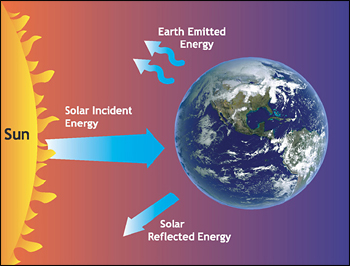 Earth Emitted
Energy
Solar Incident
Energy
Sun
Solar
Reflected Energy